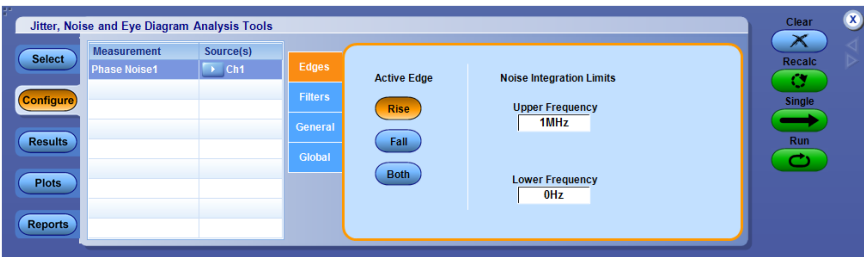 Jitter, Noise and Eye Diagram Analysis Tools
Clear
X
Select
Measurement
Source(s)
Phase Noise1
Ch1
Edges
Active Edge
Noise Integration Limits
Recalc
Configure
Filters
Rise
Upper Frequency
1MHz
Single
General
Results
Fall
Run
Global
Plots
Both
Lower Frequency
0Hz
Reports